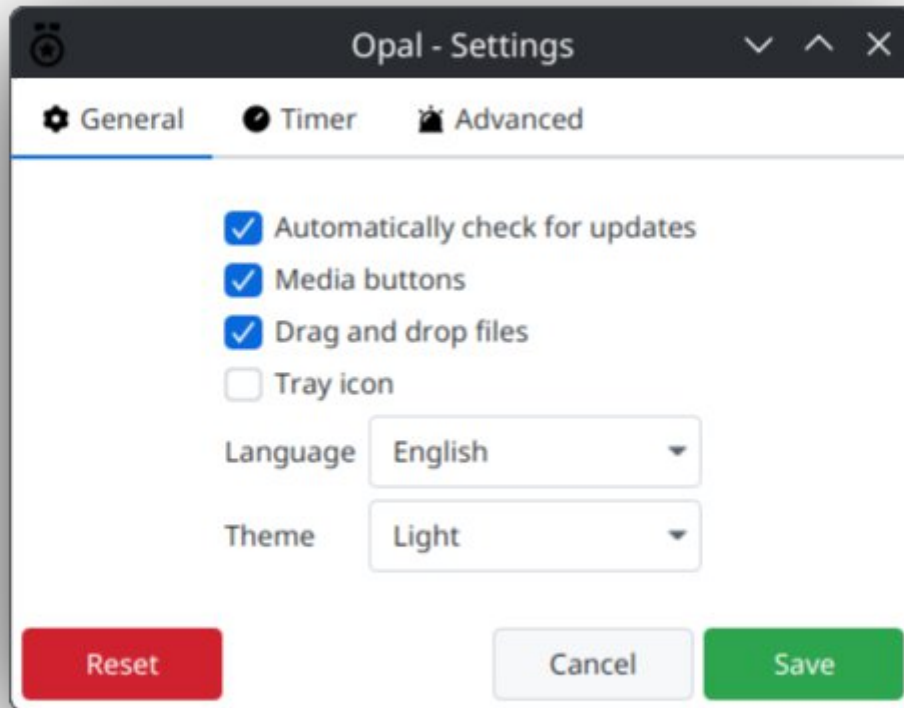 Opal - Settings
General Timer Advanced
Automatically check for updates
Media buttons
Drag and drop files
Tray icon
Language English
Theme Light
Reset Cancel Save